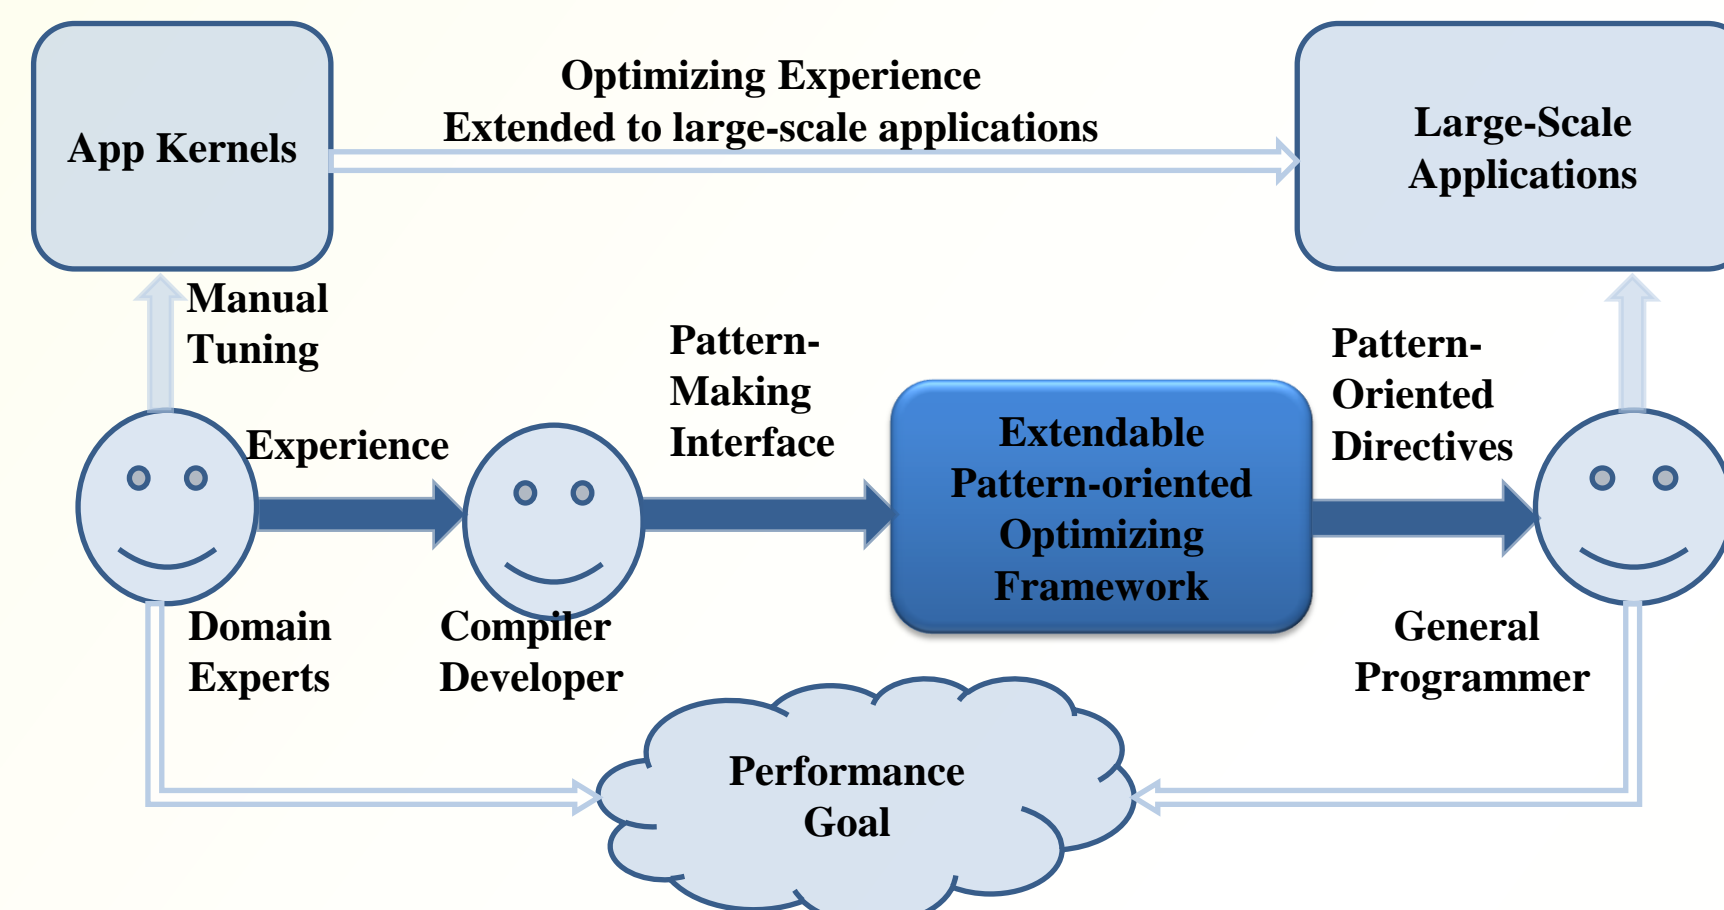 Optimizing Experience
Extended to large-scale applications
App Kernels
Large-Scale
Applications
Manual
Tuning
Pattern-
Making
Interface
Pattern-
Oriented
Directives
Experience
Extendable
Pattern-oriented
Optimizing
Framework
Domain
Experts
Compiler
Developer
General
Programmer
Performance
Goal